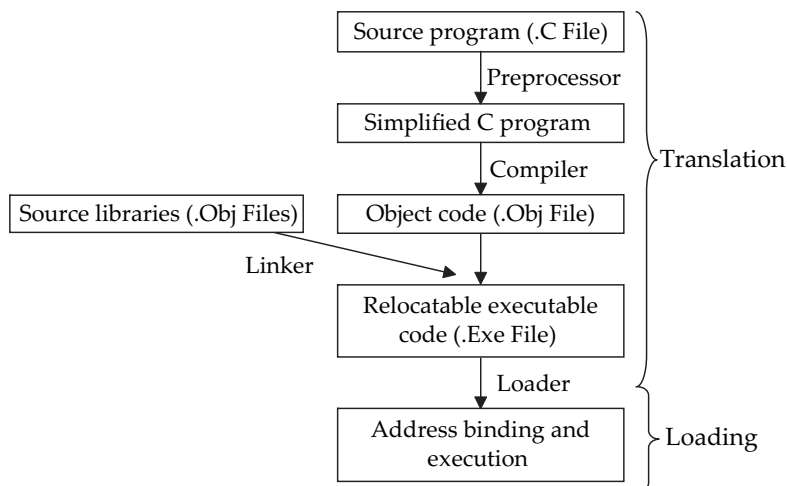 Source program (.C File)
Preprocessor
Simplified C program
Translation
Compiler
Source libraries (.Obj Files)
Object code (.Obj File)
Linker
Relocatable executable
code (.Exe File)
Loader
Address binding and
execution
Loading